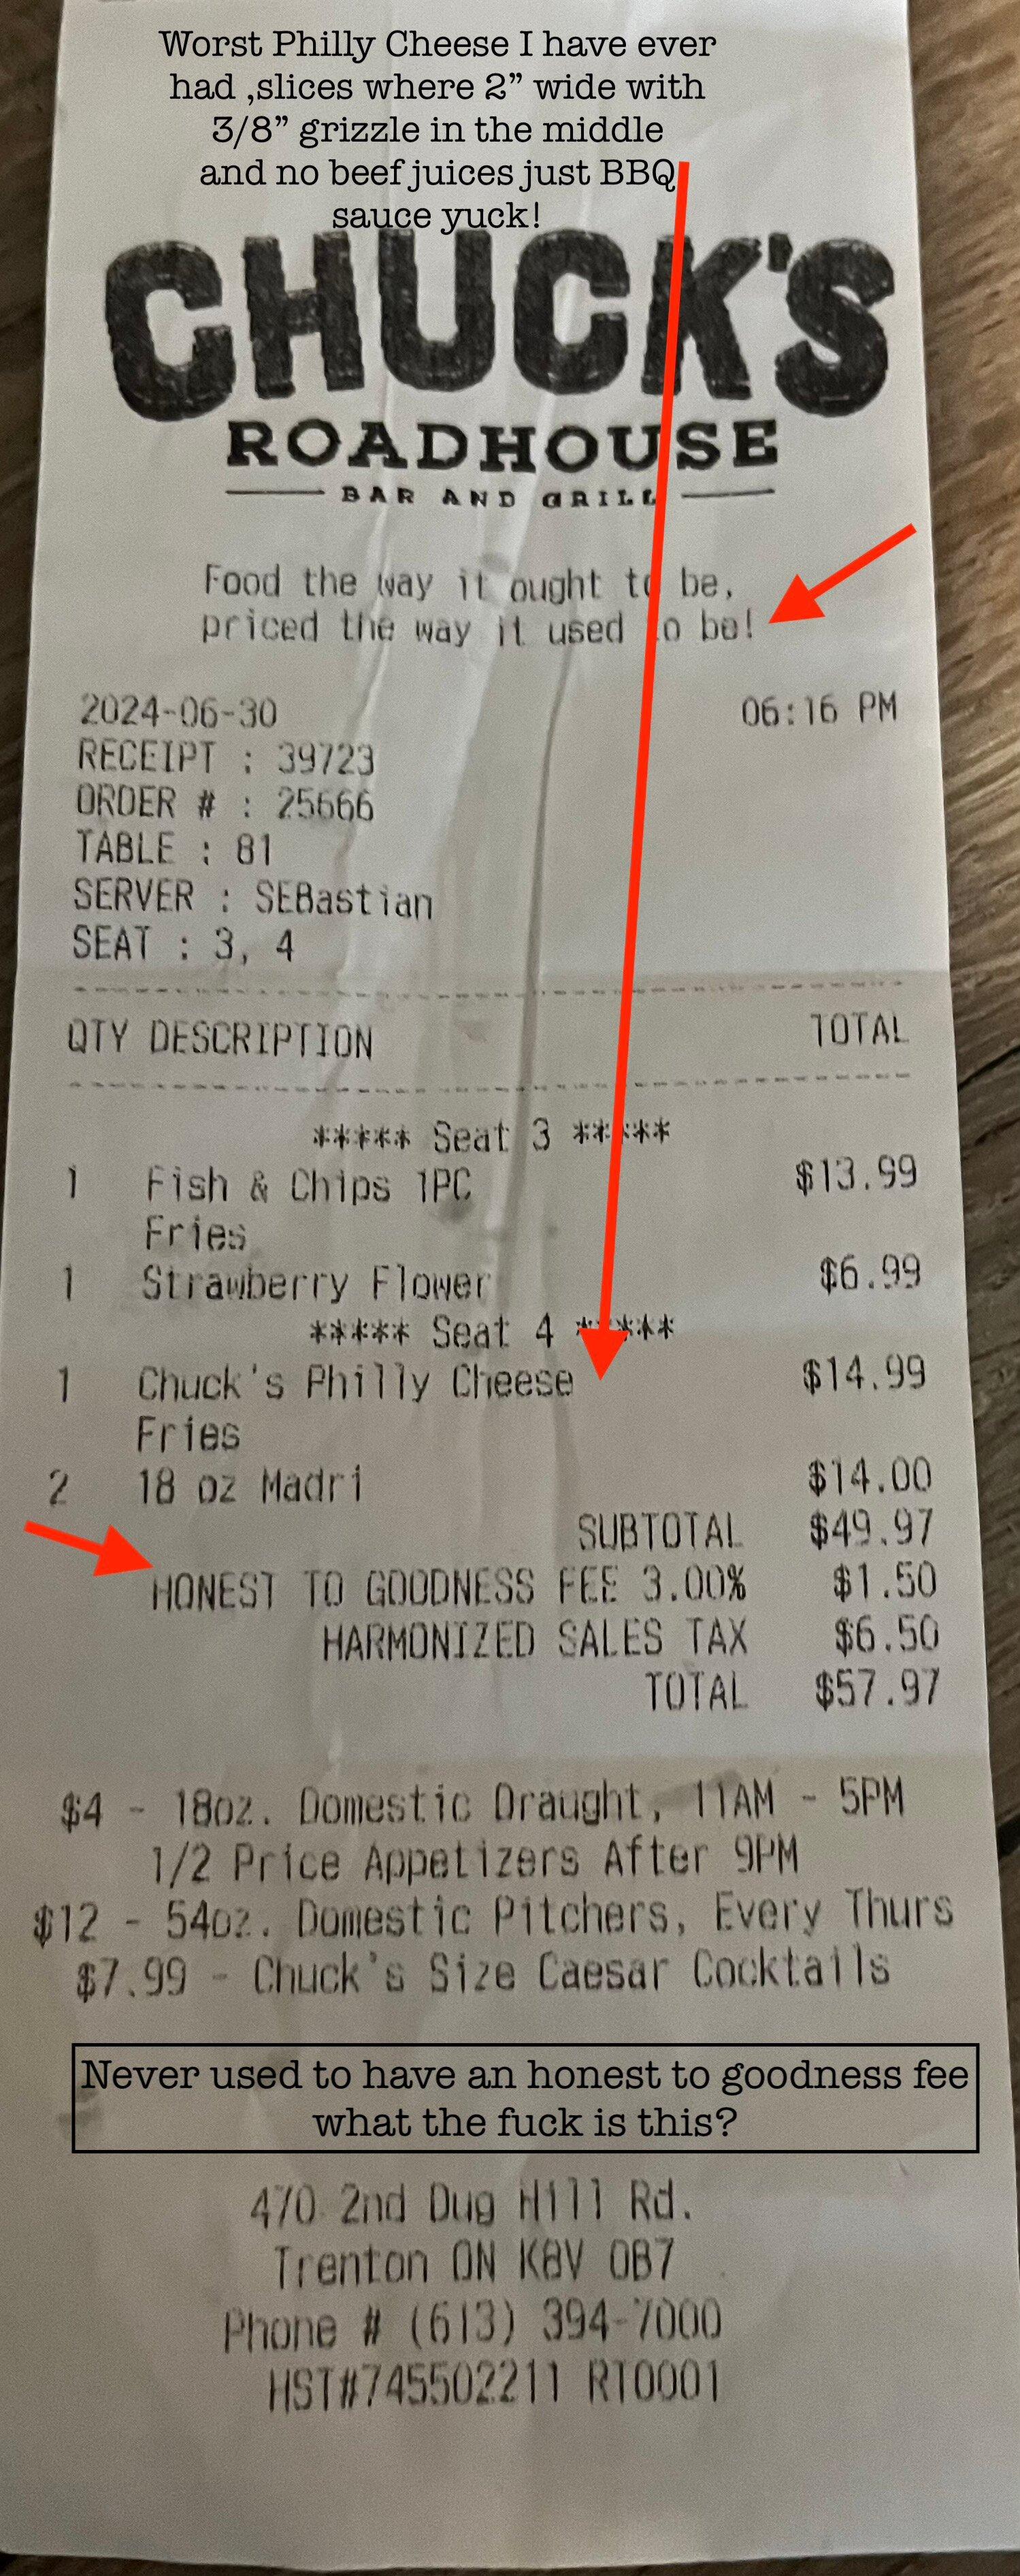 Worst Philly Cheese I have ever
had ,slices where 2” wide with
3/8” grizzle in the middle
and no beef juices just BBQ
sauce yuck!
CHUCK'S
ROADHOUSE
BAR AND GRILL
Food the way it ought to be,
priced the way it used to be!
2024-06-30 06:16 PM
RECEIPT : 39723
ORDER # : 25666
TABLE : 81
SERVER : SEBastian
SEAT : 3, 4
QTY DESCRIPTION TOTAL
***** Seat 3 *****
1 Fish & Chips 1PC $13.99
Fries
1 Strawberry Flower $6.99
***** Seat 4 *****
1 Chuck's Philly Cheese $14.99
Fries
2 18 oz Madri $14.00
SUBTOTAL $49.97
HONEST TO GOODNESS FEE 3.00% $1.50
HARMONIZED SALES TAX $6.50
TOTAL $57.97
$4 - 18oz. Domestic Draught, 11AM - 5PM
1/2 Price Appetizers After 9PM
$12 - 54oz. Domestic Pitchers, Every Thurs
$7.99 - Chuck's Size Caesar Cocktails
Never used to have an honest to goodness fee
what the fuck is this?
470 2nd Dug Hill Rd.
Trenton ON K8V 0B7
Phone # (613) 394-7000
HST#745502211 RT0001